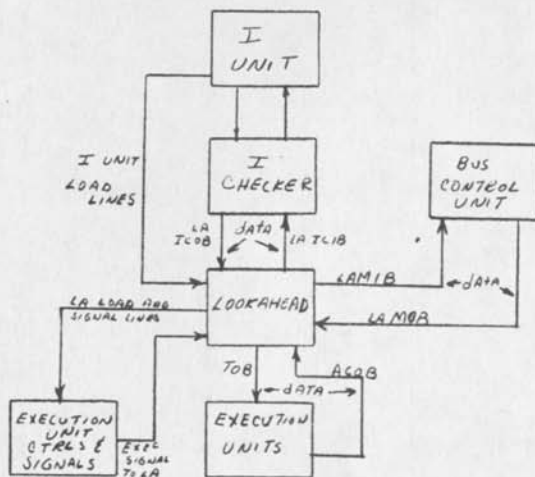 I
UNIT
I UNIT
LOAD
LINES
I
CHECKER
BUS
CONTROL
UNIT
LA
ICOB
dATA
LA ICIB
LOOKAHEAD
LAMIB
dATA
LA MOB
LA LOAD AND
SIGNAL LINES
TOB
dATA
ACOB
EXECUTION
UNIT
CTRLS &
SIGNALS
EXEC
SIGNAL
TO LA
EXECUTION
UNITS